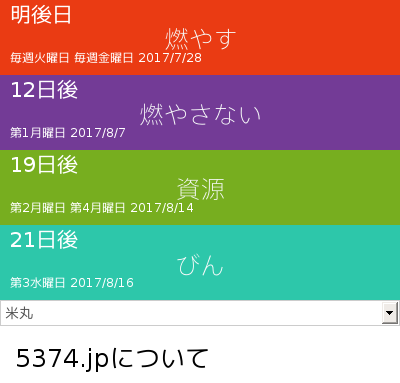 明後日
燃やす
毎週火曜日 毎週金曜日 2017/7/28
12日後
燃やさない
第1月曜日 2017/8/7
19日後
資源
第2月曜日 第4月曜日 2017/8/14
21日後
びん
第3水曜日 2017/8/16
米丸
5374.jpについて